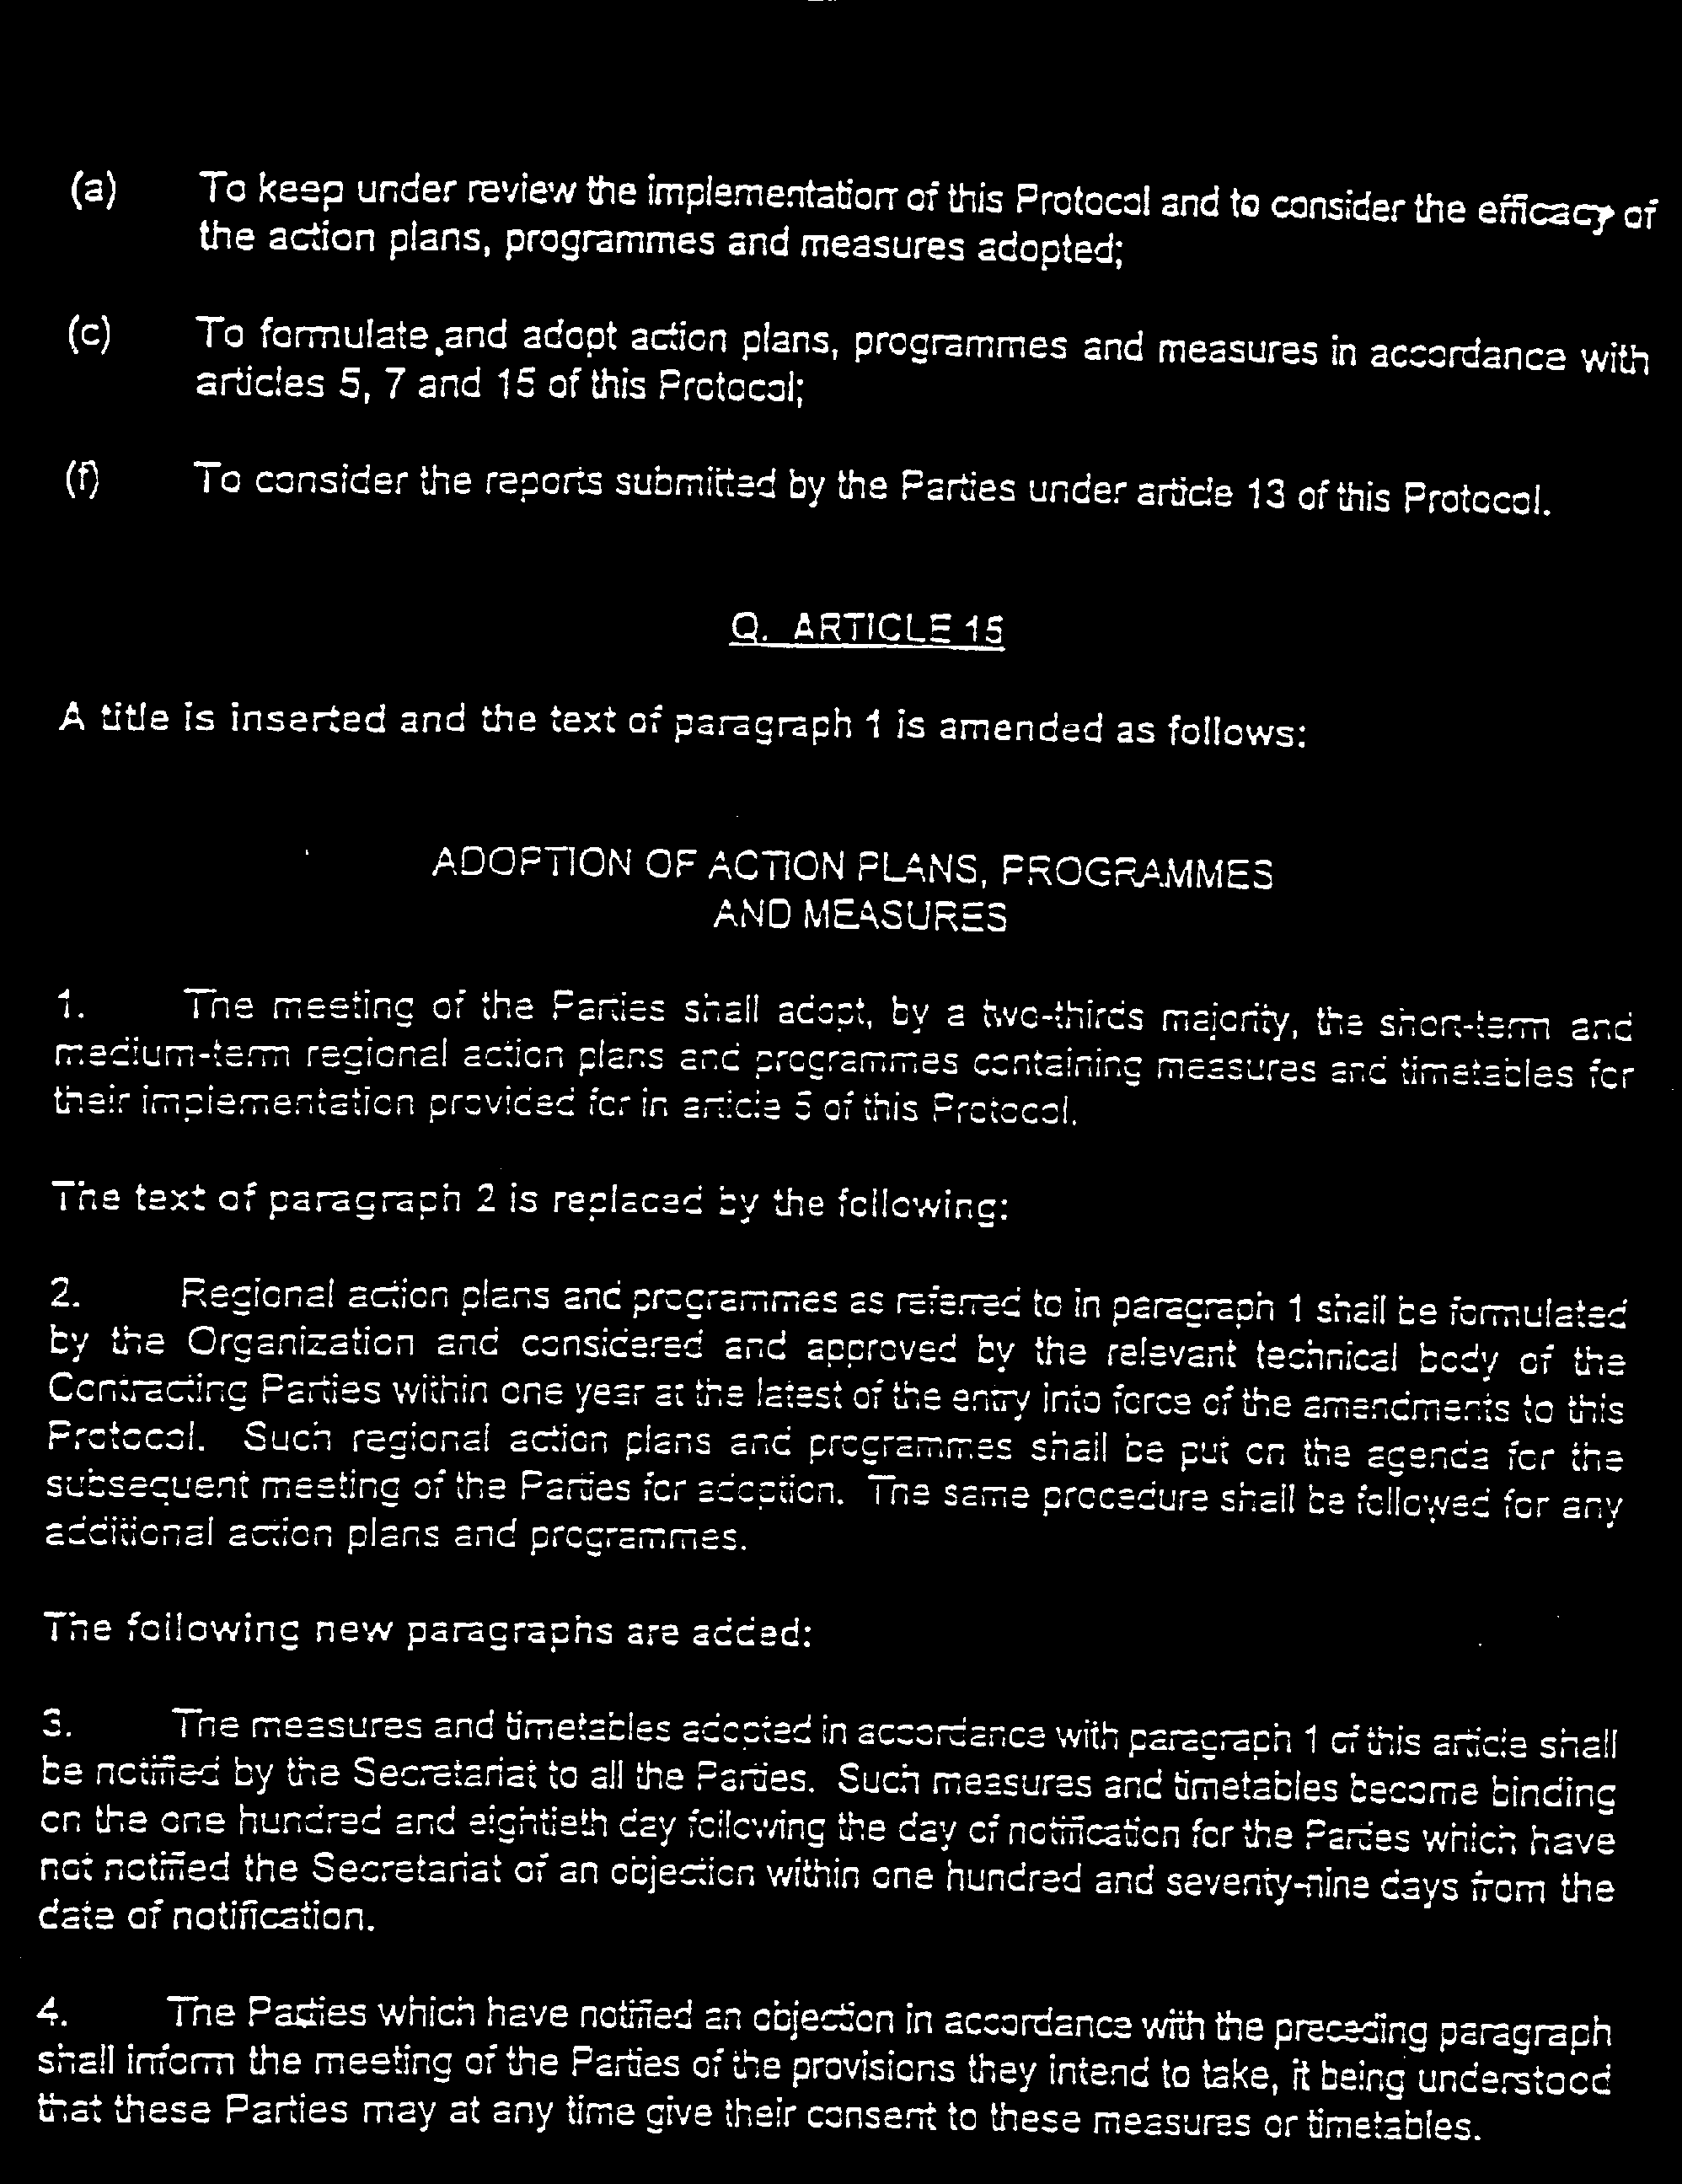 (a) To keep under review the implementation of this Protocol and to consider the efficacy of
the action plans, programmes and measures adopted;
(c) To formulate and adopt action plans, programmes and measures in accordance with
articles 5, 7 and 15 of this Protocol;
(f) To consider the reports submitted by the Parties under article 13 of this Protocol.
Q. ARTICLE 15
A title is inserted and the text of paragraph 1 is amended as follows:
ADOPTION OF ACTION PLANS, PROGRAMMES
AND MEASURES
1. The meeting of the Parties shall adopt, by a two-thirds majority, the short-term and
medium-term regional action plans and programmes containing measures and timetables for
their implementation provided for in article 5 of this Protocol.
The text of paragraph 2 is replaced by the following:
2. Regional action plans and programmes as referred to in paragraph 1 shall be formulated
by the Organization and considered and approved by the relevant technical body of the
Contracting Parties within one year at the latest of the entry into force of the amendments to this
Protocol. Such regional action plans and programmes shall be put on the agenda for the
subsequent meeting of the Parties for adoption. The same procedure shall be followed for any
additional action plans and programmes.
The following new paragraphs are added:
3. The measures and timetables adopted in accordance with paragraph 1 of this article shall
be notified by the Secretariat to all the Parties. Such measures and timetables become binding
on the one hundred and eightieth day following the day of notification for the Parties which have
not notified the Secretariat of an objection within one hundred and seventy-nine days from the
date of notification.
4. The Parties which have notified an objection in accordance with the preceding paragraph
shall inform the meeting of the Parties of the provisions they intend to take, it being understood
that these Parties may at any time give their consent to these measures or timetables.